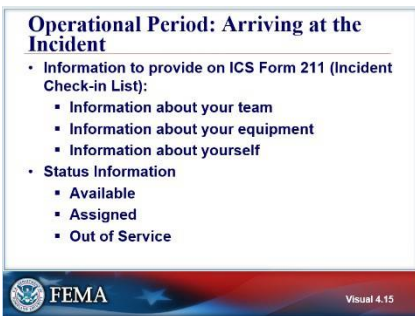 Operational Period: Arriving at the
Incident
• Information to provide on ICS Form 211 (Incident
Check-in List):
▪ Information about your team
▪ Information about your equipment
▪ Information about yourself
• Status Information
▪ Available
▪ Assigned
▪ Out of Service
FEMA
Visual 4.15